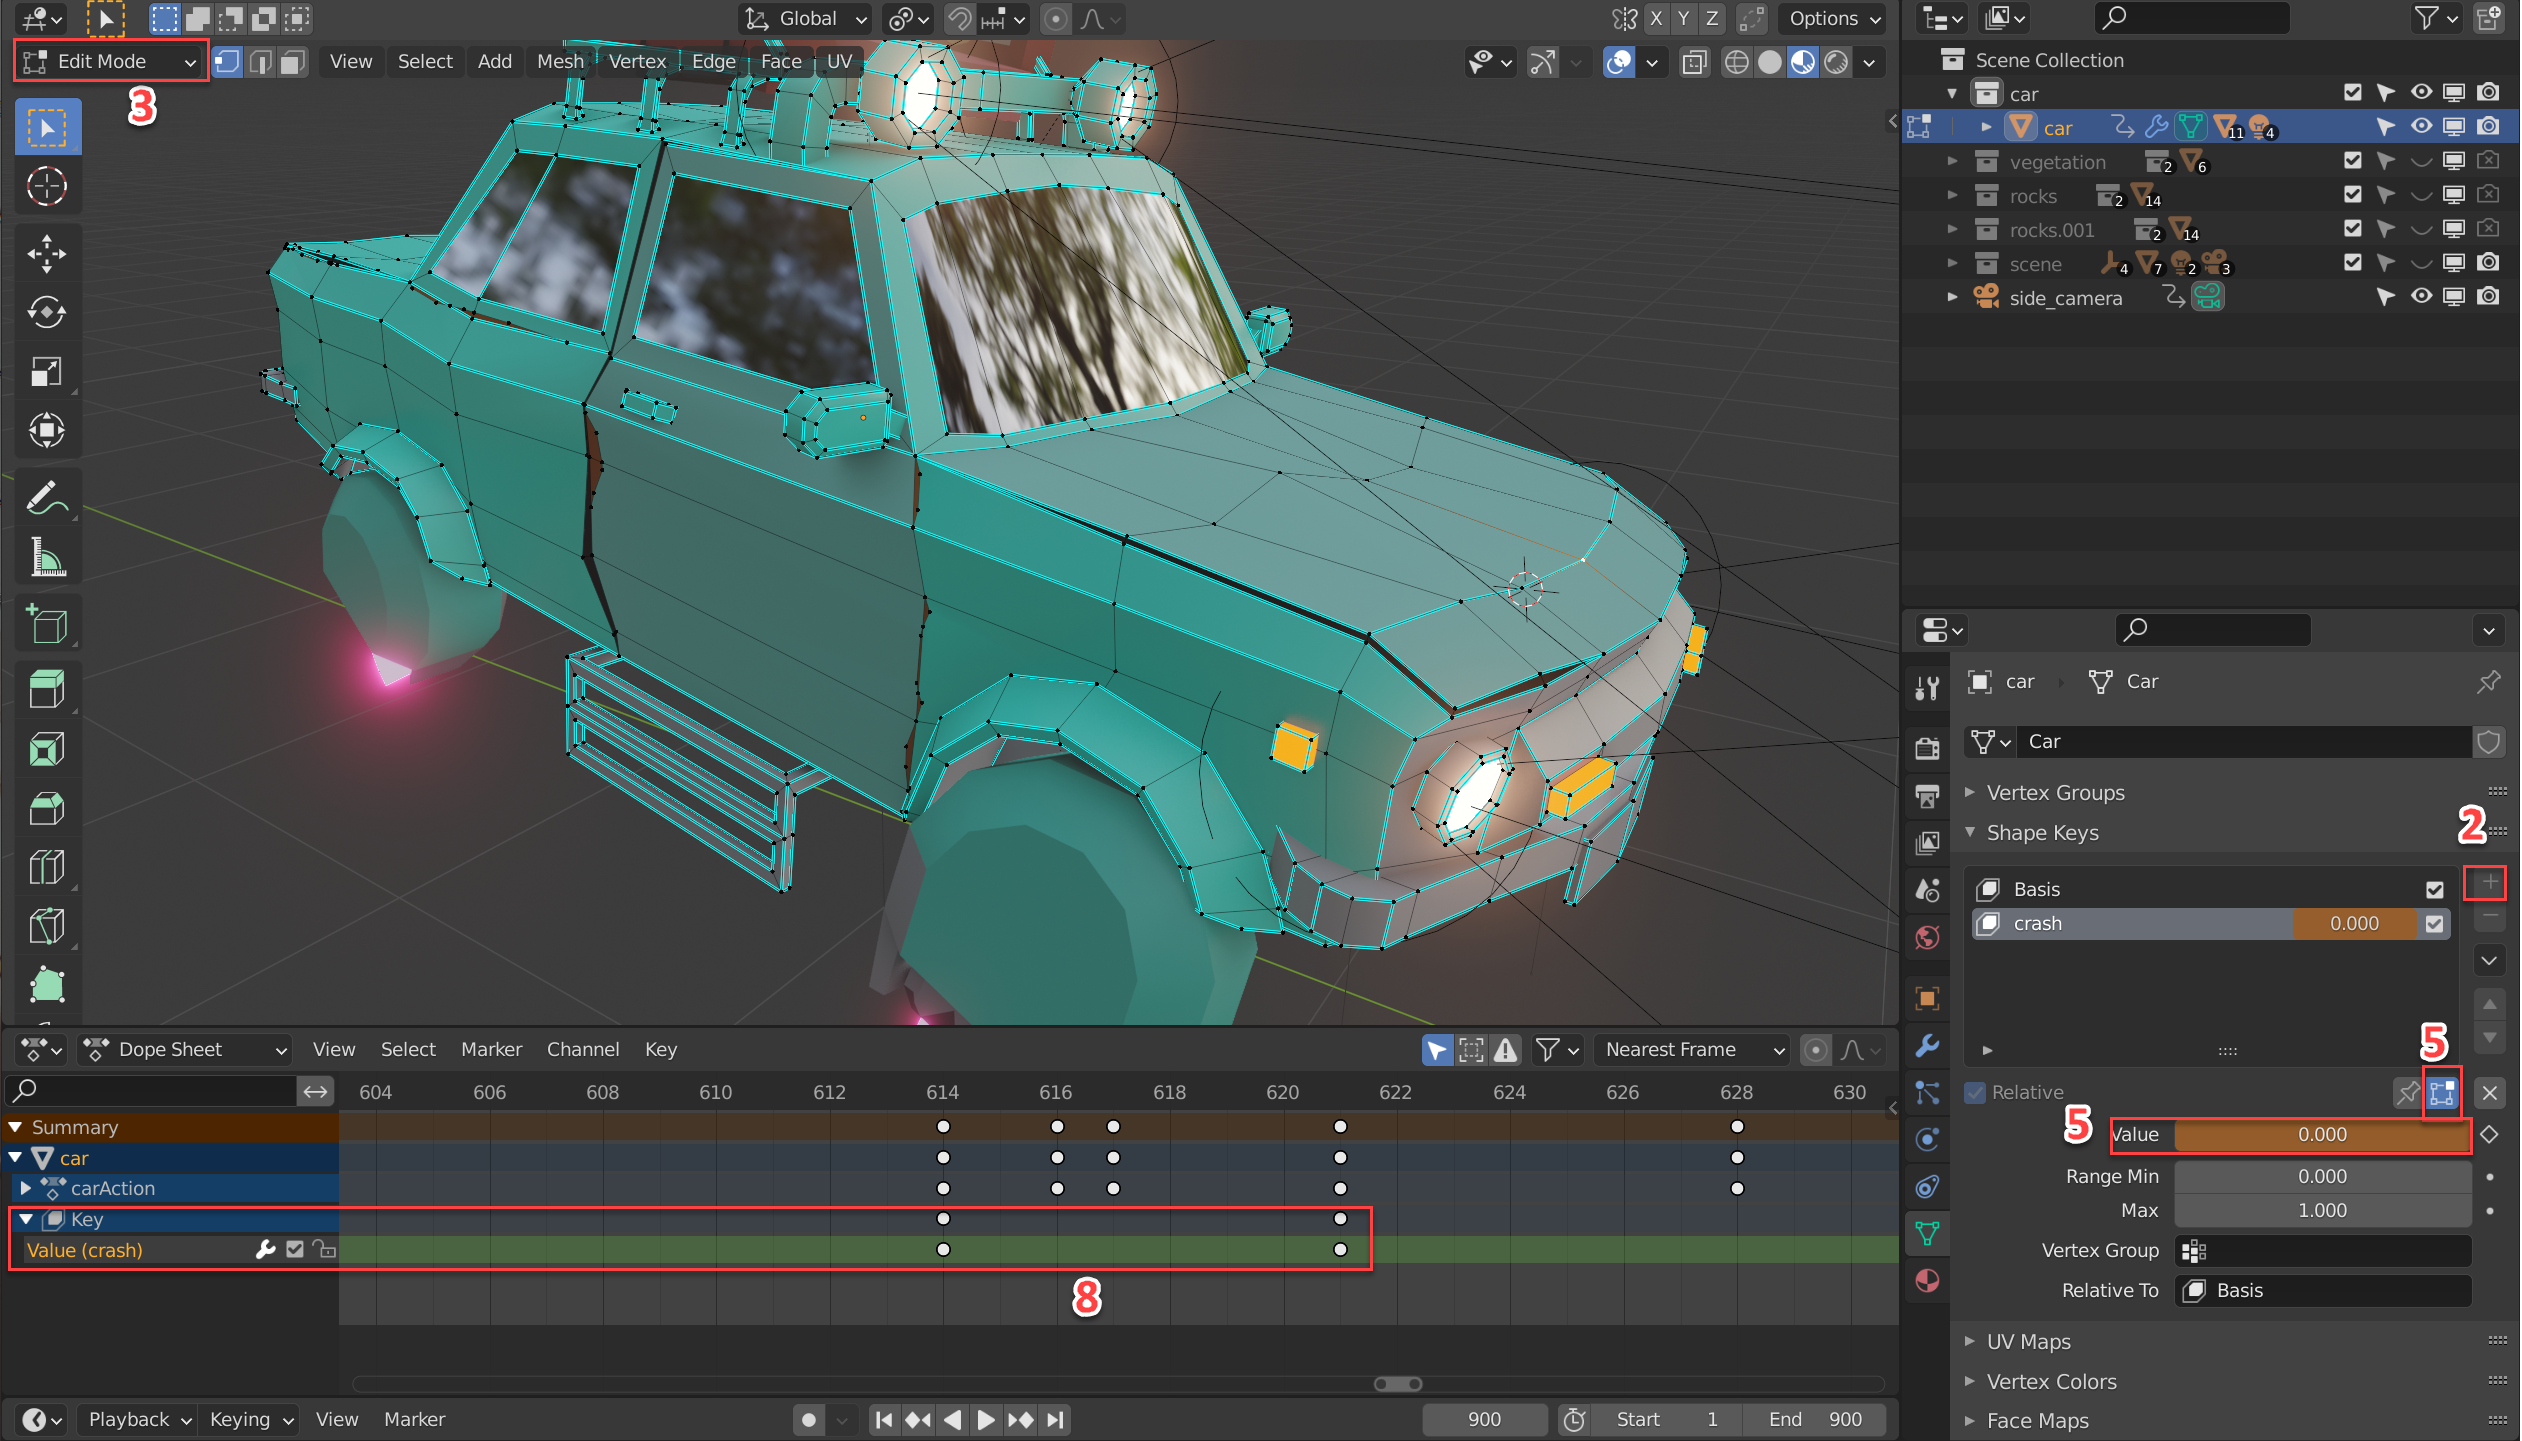 Global
X Y Z
Options
Edit Mode
View Select Add Mesh Vertex Edge Face UV
3
Scene Collection
car
car 11 4
vegetation 2 6
rocks 2 14
rocks.001 2 14
scene 4 7 2 3
side_camera
car Car
Car
Vertex Groups
Shape Keys
2
Basis
crash 0.000
5
Relative
5
Value 0.000
Range Min 0.000
Max 1.000
Vertex Group
Relative To Basis
UV Maps
Vertex Colors
Face Maps
Dope Sheet View Select Marker Channel Key Nearest Frame
604 606 608 610 612 614 616 618 620 622 624 626 628 630
Summary
car
carAction
Key
Value (crash)
8
Playback Keying View Marker 900 Start 1 End 900